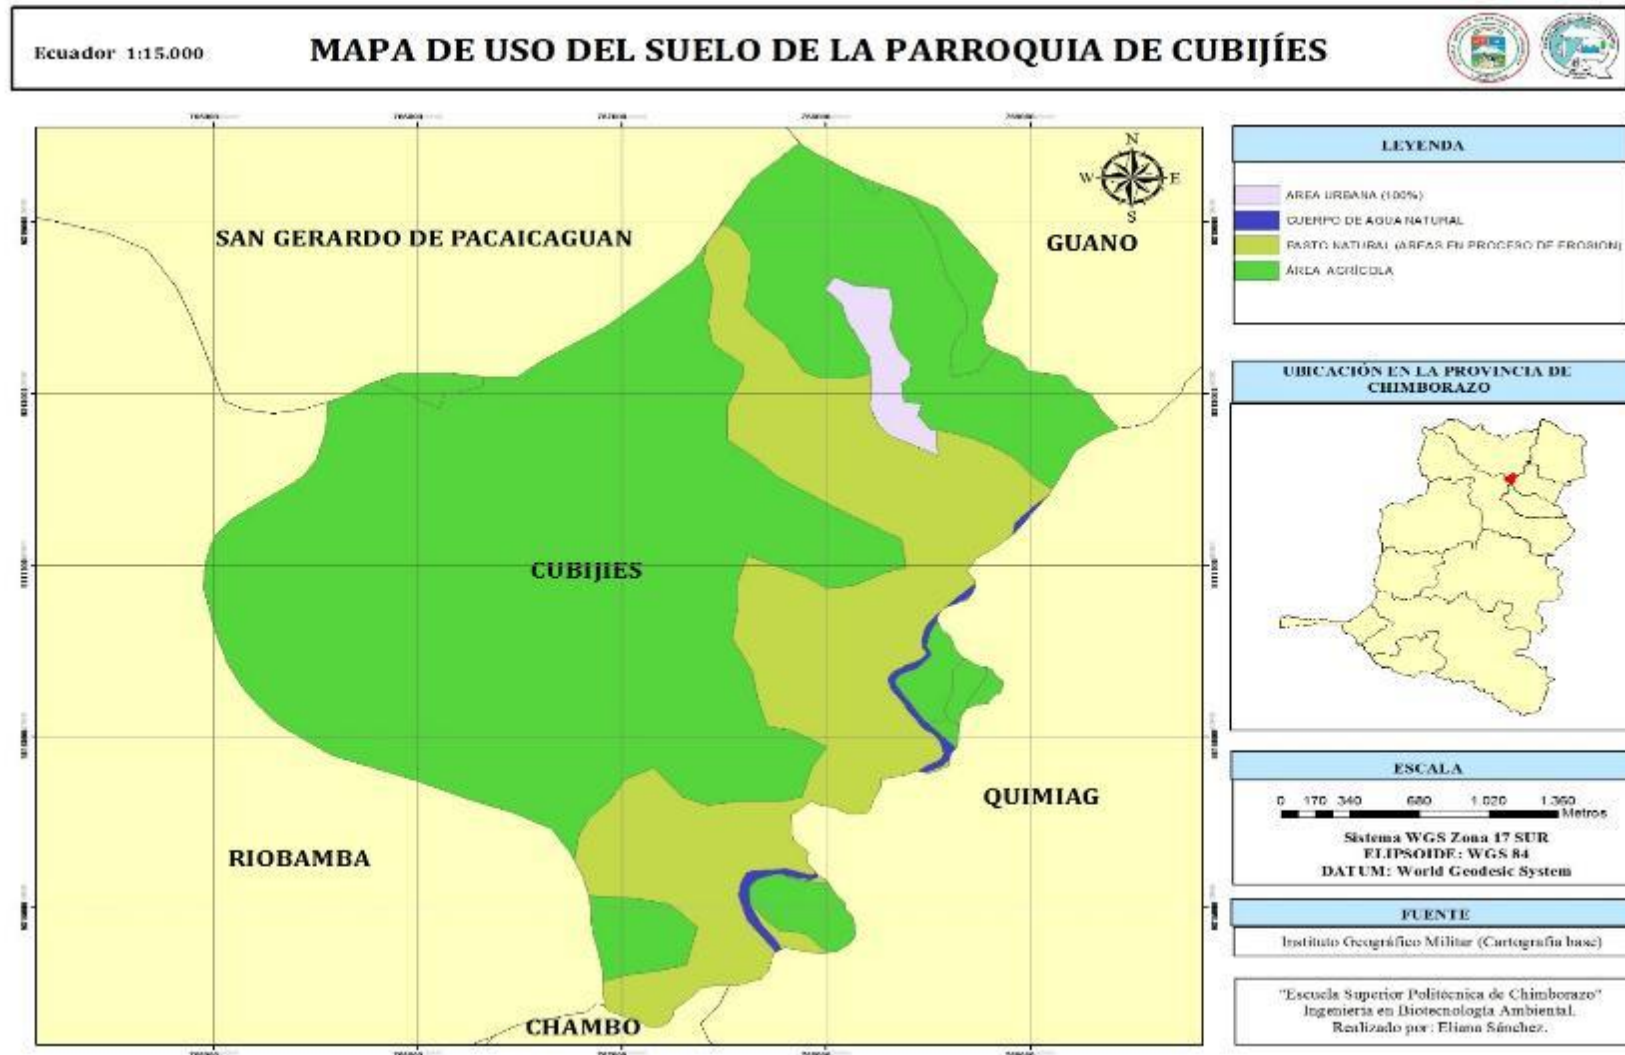 Ecuador 1:15.000
MAPA DE USO DEL SUELO DE LA PARROQUIA DE CUBIJÍES
N
W E
S
SAN GERARDO DE PACAICAGUAN
GUANO
CUBIJIES
QUIMIAG
RIOBAMBA
CHAMBO
LEYENDA
AREA URBANA (100%)
CUERPO DE AGUA NATURAL
PASTO NATURAL (AREAS EN PROCESO DE EROSION)
ÁREA AGRÍCOLA
UBICACIÓN EN LA PROVINCIA DE
CHIMBORAZO
ESCALA
0 170 340 680 1.020 1.360
Metros
Sistema WGS Zona 17 SUR
ELIPSOIDE: WGS 84
DATUM: World Geodesic System
FUENTE
Instituto Geográfico Militar (Cartografía base)
"Escuela Superior Politécnica de Chimborazo"
Ingeniería en Biotecnología Ambiental.
Realizado por: Eliana Sánchez.